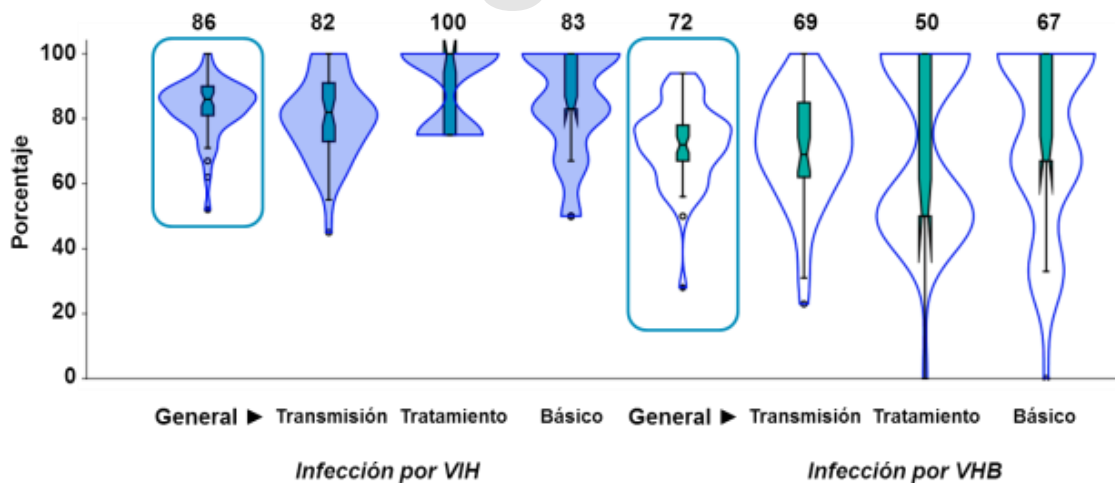 86 82 100 83 72 69 50 67
100
80
60
40
20
0
Porcentaje
General ► Transmisión Tratamiento Básico General ► Transmisión Tratamiento Básico
Infección por VIH Infección por VHB